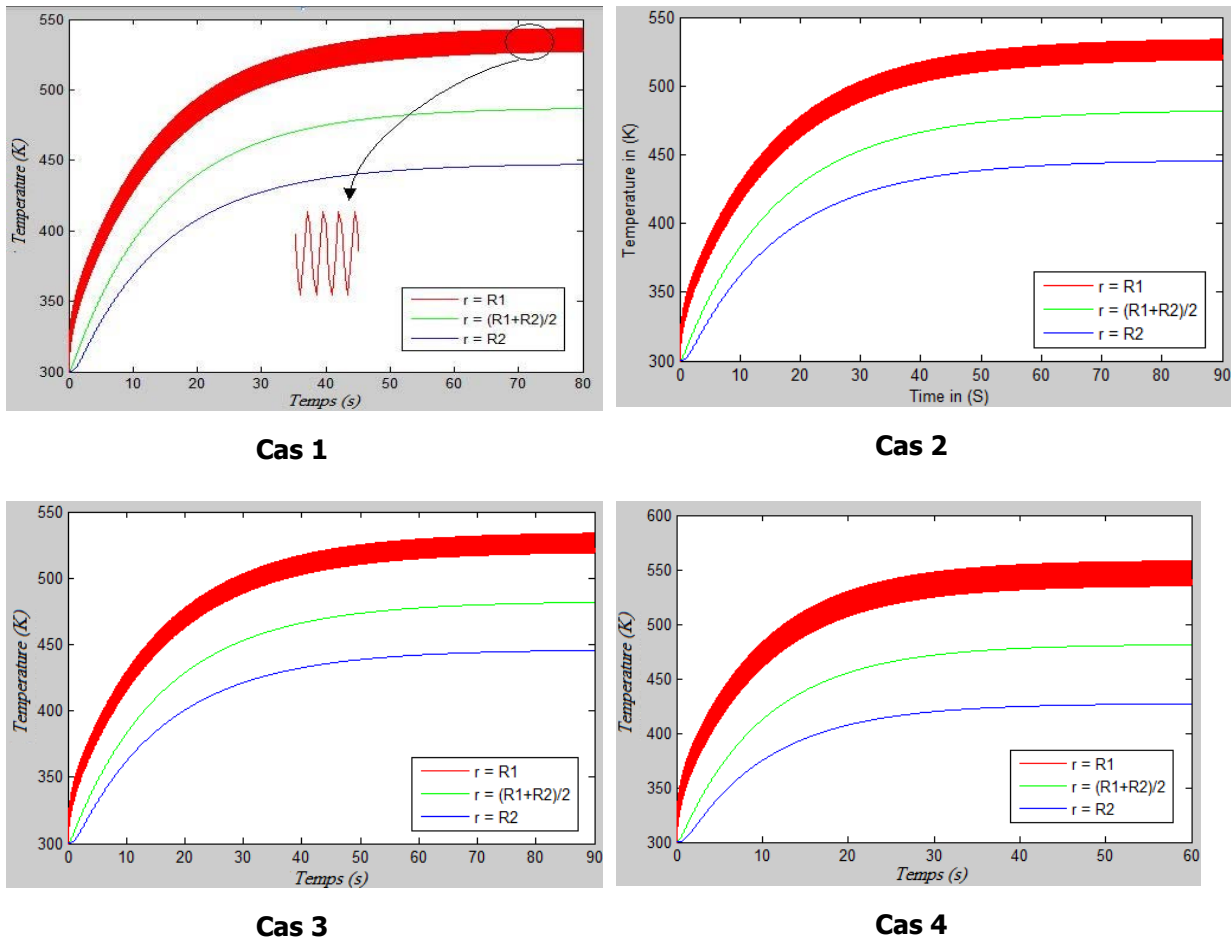 550
500
450
400
350
300
Temperature (K)
0 10 20 30 40 50 60 70 80
Temps (s)
r = R1
r = (R1+R2)/2
r = R2
Cas 1
550
500
450
400
350
300
Temperature in (K)
0 10 20 30 40 50 60 70 80 90
Time in (S)
r = R1
r = (R1+R2)/2
r = R2
Cas 2
550
500
450
400
350
300
Temperature (K)
0 10 20 30 40 50 60 70 80 90
Temps (s)
r = R1
r = (R1+R2)/2
r = R2
Cas 3
600
550
500
450
400
350
300
Temperature (K)
0 10 20 30 40 50 60
Temps (s)
r = R1
r = (R1+R2)/2
r = R2
Cas 4